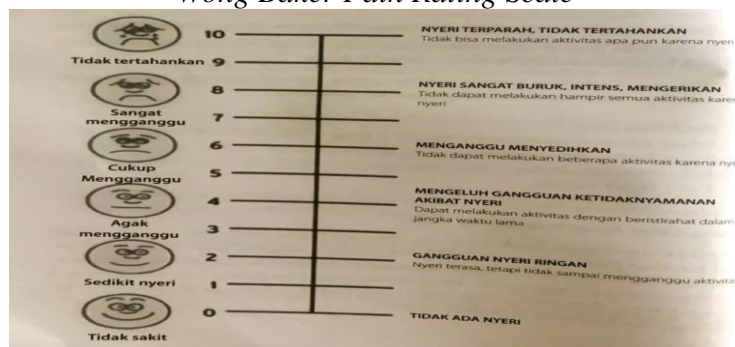 Wong Baker Pain Rating Scale
10
NYERI TERPARAH, TIDAK TERTAHANKAN
Tidak bisa melakukan aktivitas apa pun karena nyeri
Tidak tertahankan 9
8
NYERI SANGAT BURUK, INTENS, MENGERIKAN
Tidak dapat melakukan hampir semua aktivitas kare
nyeri
Sangat
mengganggu
7
6
MENGANGGU MENYEDIHKAN
Tidak dapat melakukan beberapa aktivitas karena nye
Cukup
Mengganggu
5
4
MENGELUH GANGGUAN KETIDAKNYAMANAN
AKIBAT NYERI
Dapat melakukan aktivitas dengan beristirahat dalam
jangka waktu lama
Agak
mengganggu
3
2
GANGGUAN NYERI RINGAN
Nyeri terasa, tetapi tidak sampai mengganggu aktivita
Sedikit nyeri
1
0
TIDAK ADA NYERI
Tidak sakit